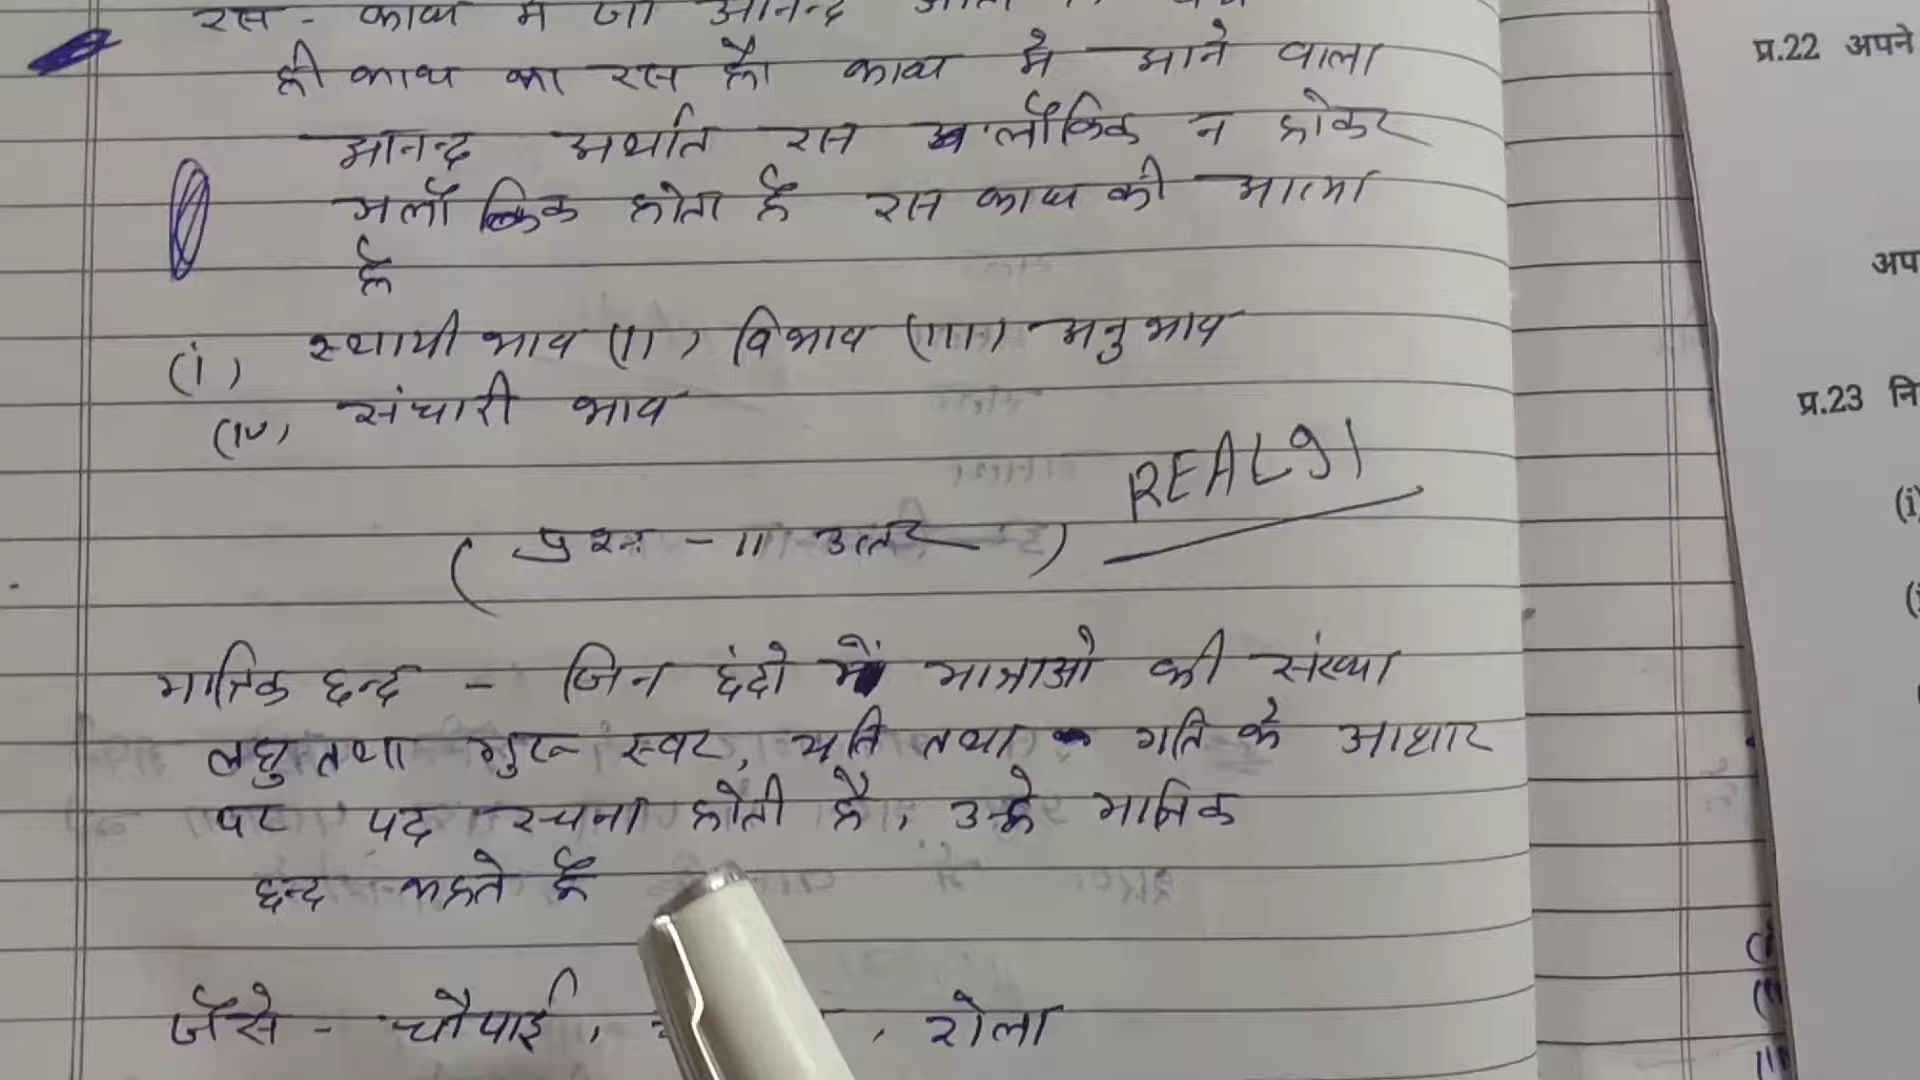 रस - काव्य में जो आनन्द
ही काव्य का रस है। काव्य मे आने वाला
आनन्द अर्थात रस लौकिक न होकर
अलौकिक होता है रस काव्य की आत्मा
है
(i) स्थायी भाव (II) विभाव (III) अनुभाव
(IV) संचारी भाव
REAL91
(प्रश्न - 11 उत्तर)
मात्रिक छन्द - जिन छंदो में मात्राओ की संख्या
लघु तथा गुरू स्वर, यति तथा गति के आधार
पर पद रचना होती है, उन्हे मात्रिक
छन्द कहते है
जैसे - चौपाई, , रोला
प्र.22 अपने
अप
प्र.23 नि
(i)